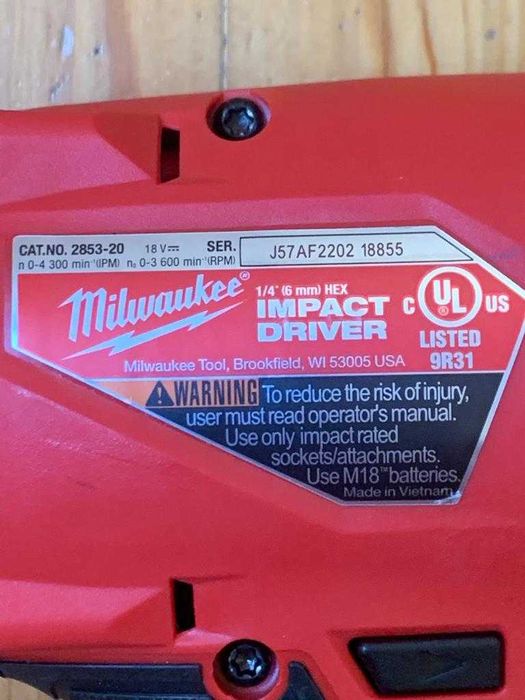 CAT.NO. 2853-20 18 V⎓ SER. J57AF2202 18855
n 0-4 300 min⁻¹(IPM) n₀ 0-3 600 min⁻¹(RPM)
Milwaukee®
1/4" (6 mm) HEX
IMPACT
DRIVER
C UL® US
LISTED
9R31
Milwaukee Tool, Brookfield, WI 53005 USA
⚠WARNING To reduce the risk of injury,
user must read operator's manual.
Use only impact rated
sockets/attachments.
Use M18™ batteries.
Made in Vietnam